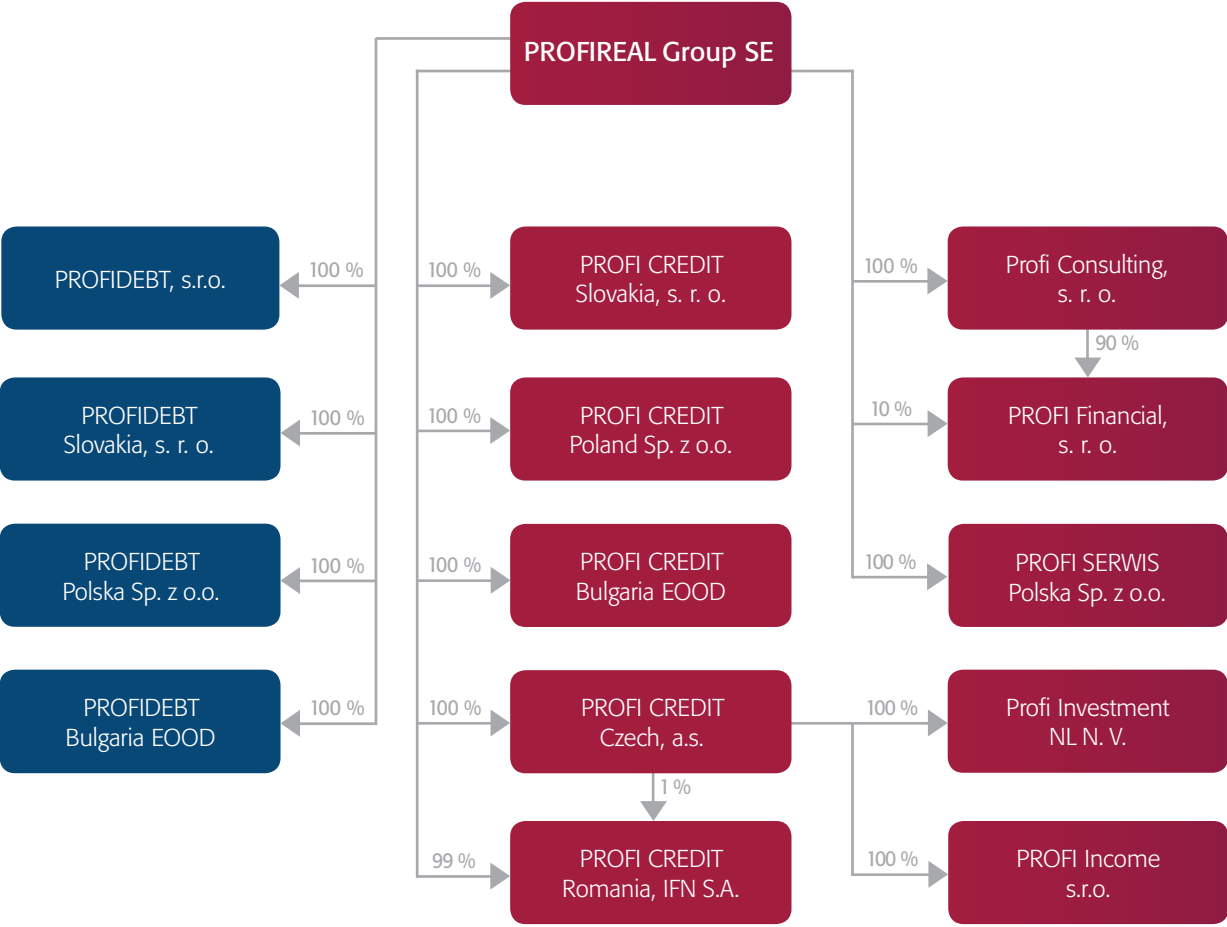 PROFIREAL Group SE
100 %
PROFIDEBT, s.r.o.
100 %
PROFI CREDIT
Slovakia, s. r. o.
100 %
Profi Consulting,
s. r. o.
90 %
100 %
PROFIDEBT
Slovakia, s. r. o.
100 %
PROFI CREDIT
Poland Sp. z o.o.
10 %
PROFI Financial,
s. r. o.
100 %
PROFIDEBT
Polska Sp. z o.o.
100 %
PROFI CREDIT
Bulgaria EOOD
100 %
PROFI SERWIS
Polska Sp. z o.o.
100 %
PROFIDEBT
Bulgaria EOOD
100 %
PROFI CREDIT
Czech, a.s.
100 %
Profi Investment
NL N. V.
1 %
99 %
PROFI CREDIT
Romania, IFN S.A.
100 %
PROFI Income
s.r.o.